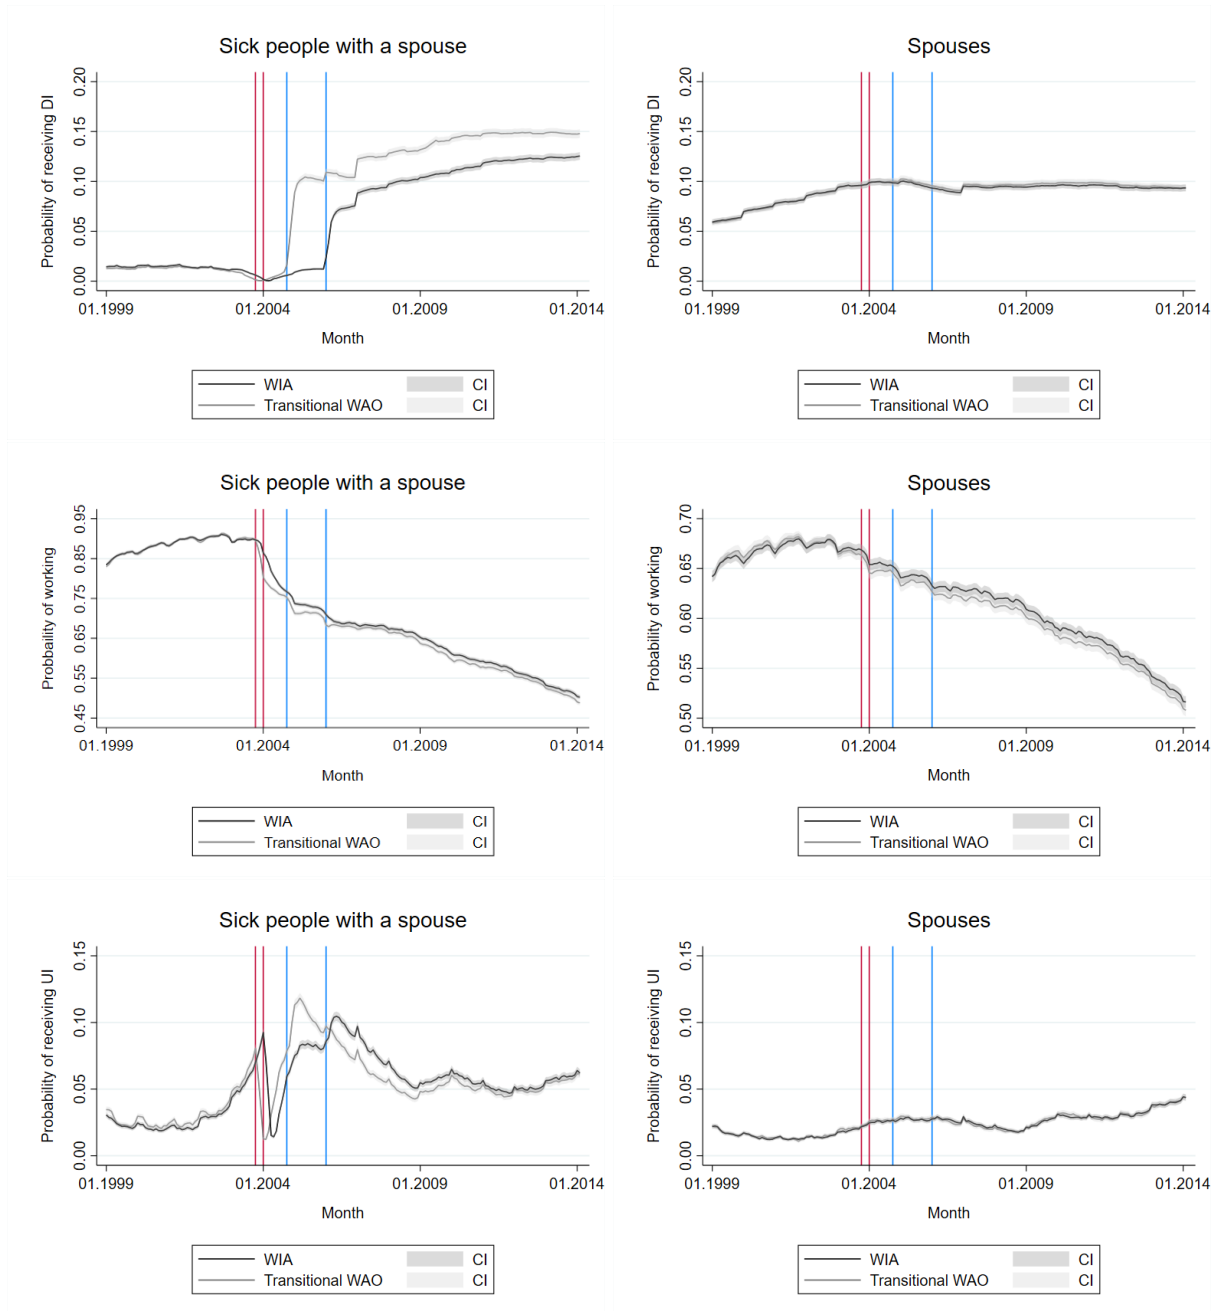 Sick people with a spouse
Probability of receiving DI
0.20
0.15
0.10
0.05
0.00
01.1999 01.2004 01.2009 01.2014
Month
WIA CI
Transitional WAO CI
Spouses
Probability of receiving DI
0.20
0.15
0.10
0.05
0.00
01.1999 01.2004 01.2009 01.2014
Month
WIA CI
Transitional WAO CI
Sick people with a spouse
Probbaility of working
0.95
0.85
0.75
0.65
0.55
0.45
01.1999 01.2004 01.2009 01.2014
Month
WIA CI
Transitional WAO CI
Spouses
Probability of working
0.70
0.65
0.60
0.55
0.50
01.1999 01.2004 01.2009 01.2014
Month
WIA CI
Transitional WAO CI
Sick people with a spouse
Probability of receiving UI
0.15
0.10
0.05
0.00
01.1999 01.2004 01.2009 01.2014
Month
WIA CI
Transitional WAO CI
Spouses
Probability of receiving UI
0.15
0.10
0.05
0.00
01.1999 01.2004 01.2009 01.2014
Month
WIA CI
Transitional WAO CI